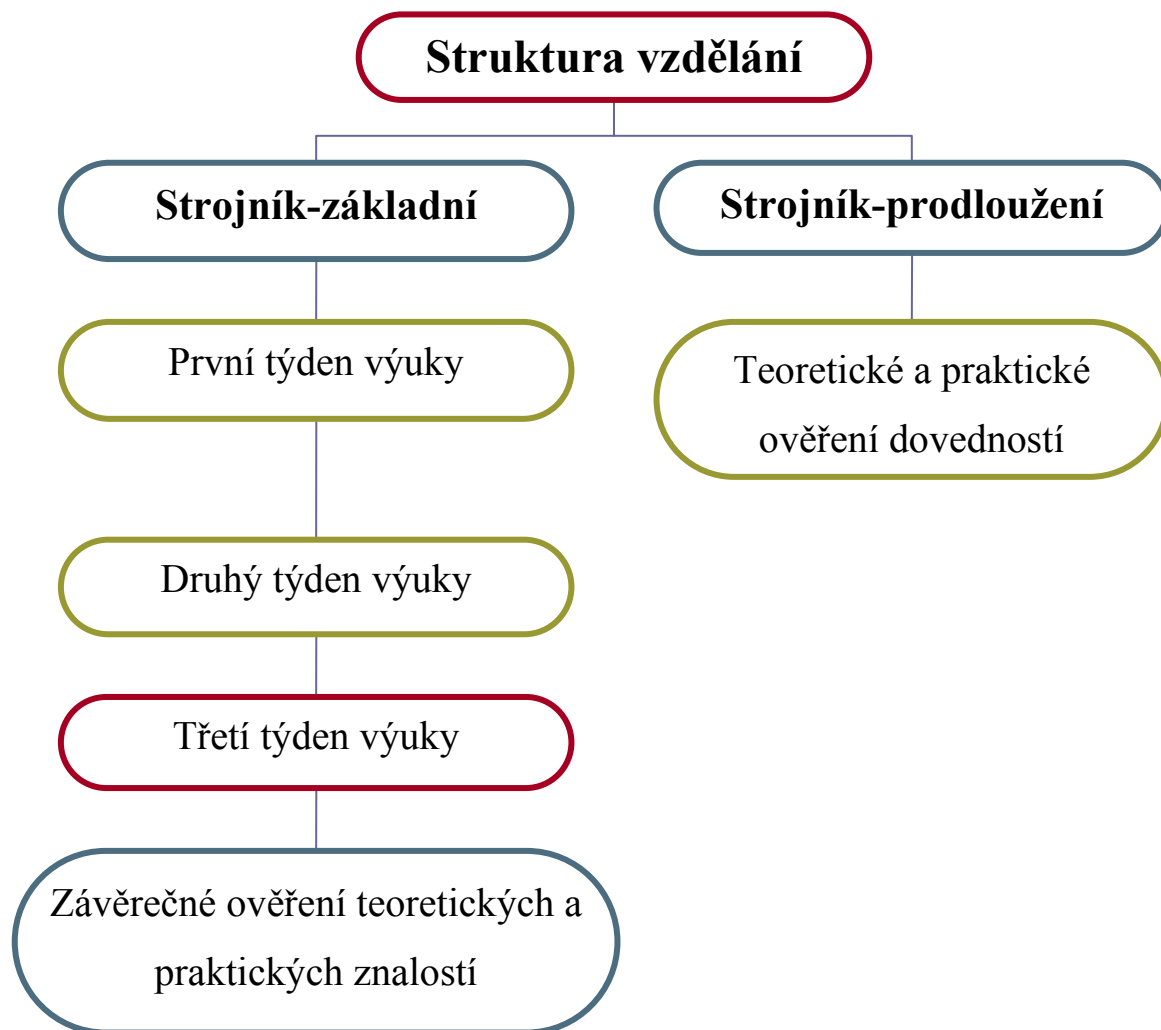 Struktura vzdělání
Strojník-základní
Strojník-prodloužení
První týden výuky
Teoretické a praktické
ověření dovedností
Druhý týden výuky
Třetí týden výuky
Závěrečné ověření teoretických a
praktických znalostí